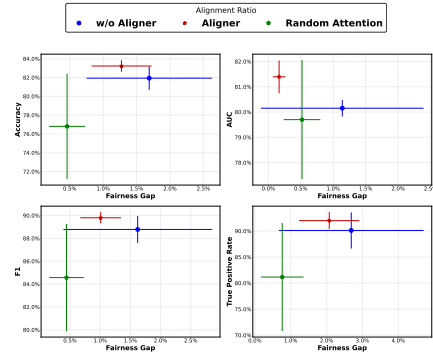 Alignment Ratio
w/o Aligner Aligner Random Attention
84.0%
82.0%
80.0%
78.0%
76.0%
74.0%
72.0%
Accuracy
0.5% 1.0% 1.5% 2.0% 2.5%
Fairness Gap
82.0%
81.0%
80.0%
79.0%
78.0%
AUC
0.0% 0.5% 1.0% 1.5% 2.0% 2.5%
Fairness Gap
90.0%
88.0%
86.0%
84.0%
82.0%
80.0%
F1
0.5% 1.0% 1.5% 2.0% 2.5%
Fairness Gap
90.0%
85.0%
80.0%
75.0%
70.0%
True Positive Rate
0.0% 1.0% 2.0% 3.0% 4.0%
Fairness Gap